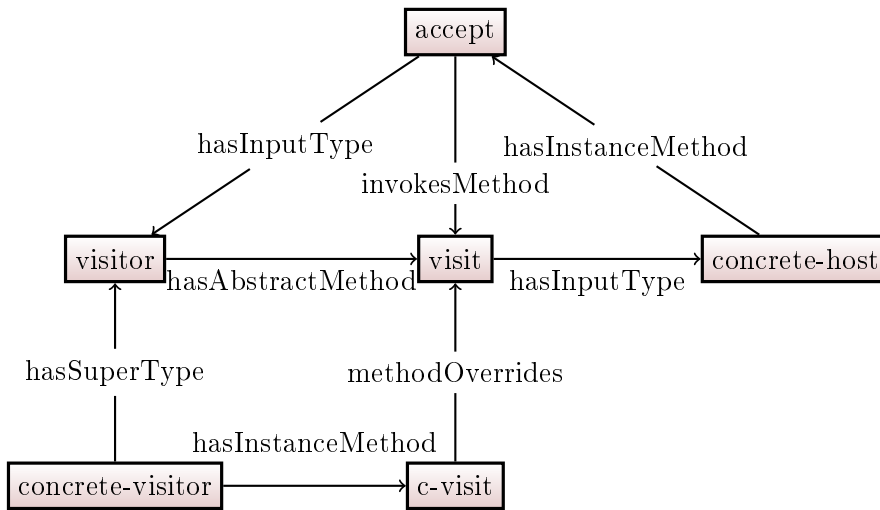 accept
hasInputType
hasInstanceMethod
invokesMethod
visitor
hasAbstractMethod
visit
hasInputType
concrete-host
hasSuperType
methodOverrides
hasInstanceMethod
concrete-visitor
c-visit